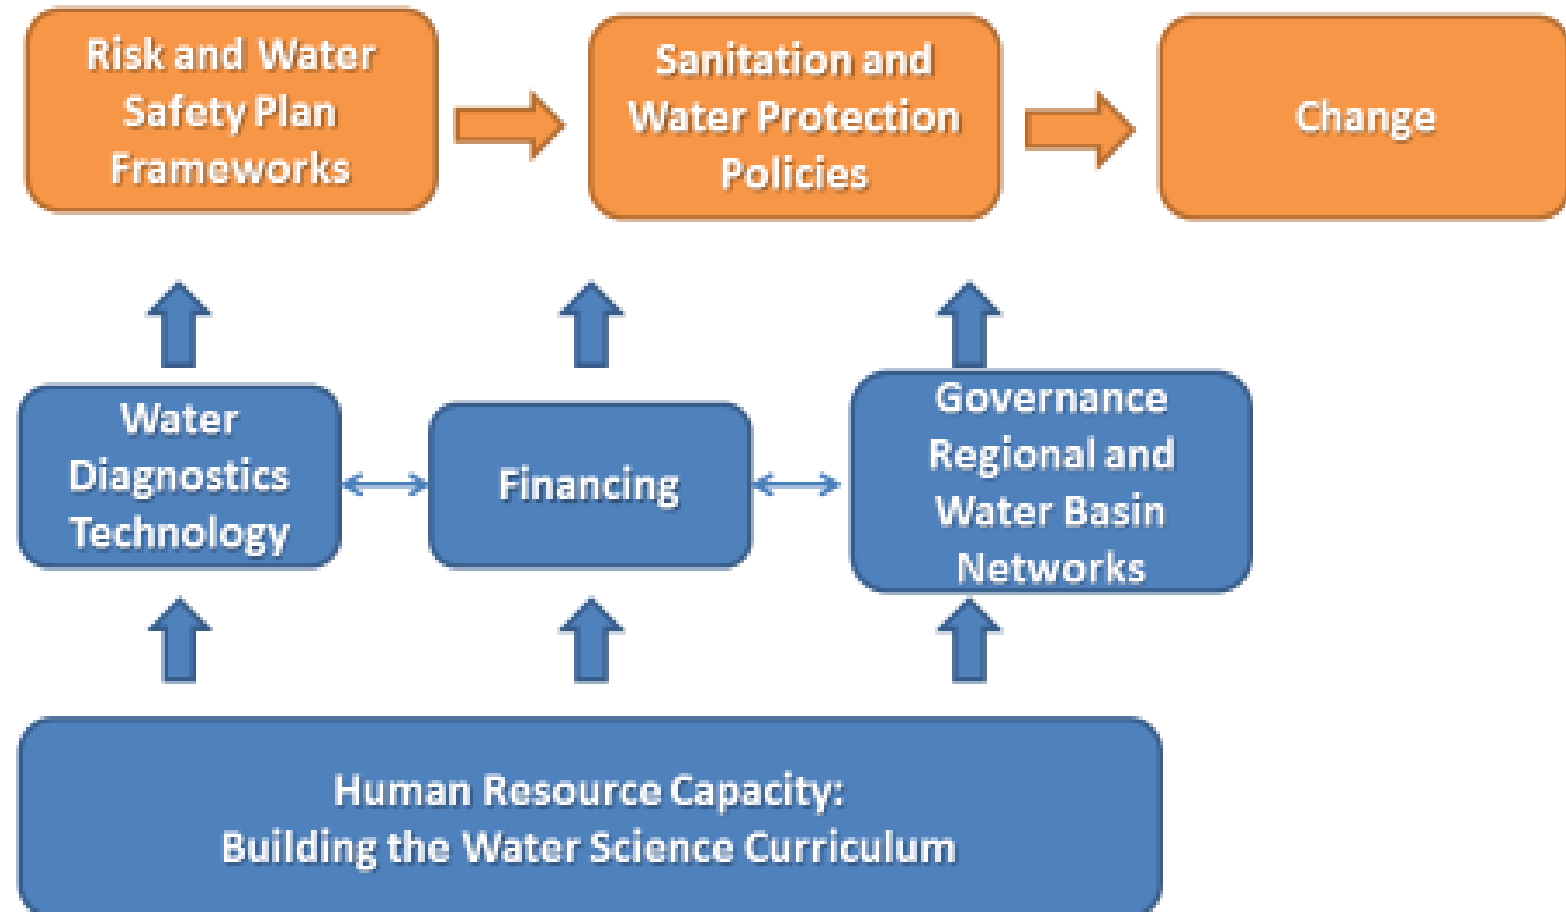 Risk and Water
Safety Plan
Frameworks
Sanitation and
Water Protection
Policies
Change
Water
Diagnostics
Technology
Financing
Governance
Regional and
Water Basin
Networks
Human Resource Capacity:
Building the Water Science Curriculum